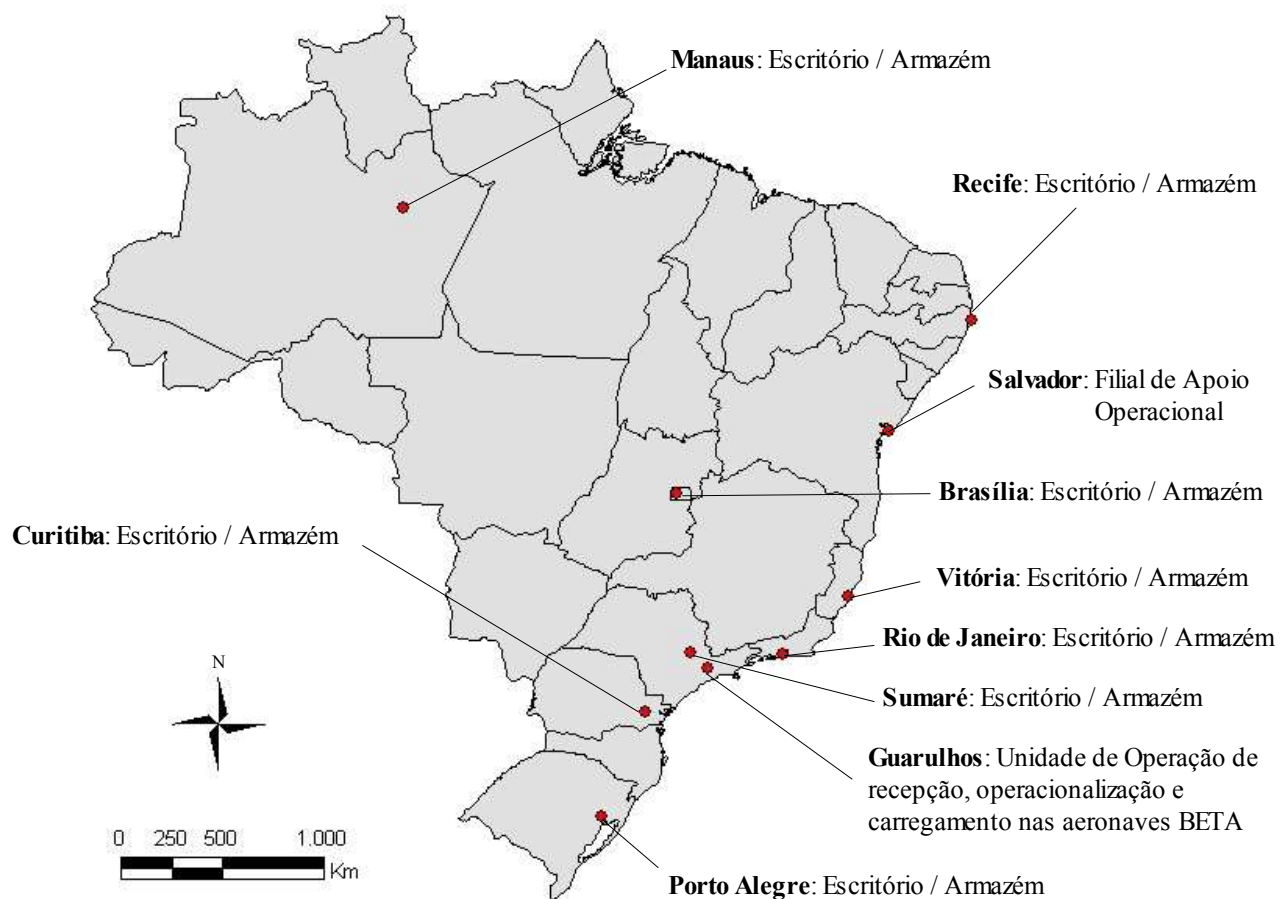 Manaus: Escritório / Armazém
Recife: Escritório / Armazém
Salvador: Filial de Apoio
Operacional
Brasília: Escritório / Armazém
Curitiba: Escritório / Armazém
Vitória: Escritório / Armazém
Rio de Janeiro: Escritório / Armazém
N
Sumaré: Escritório / Armazém
Guarulhos: Unidade de Operação de
recepção, operacionalização e
carregamento nas aeronaves BETA
0 250 500 1.000
Km
Porto Alegre: Escritório / Armazém